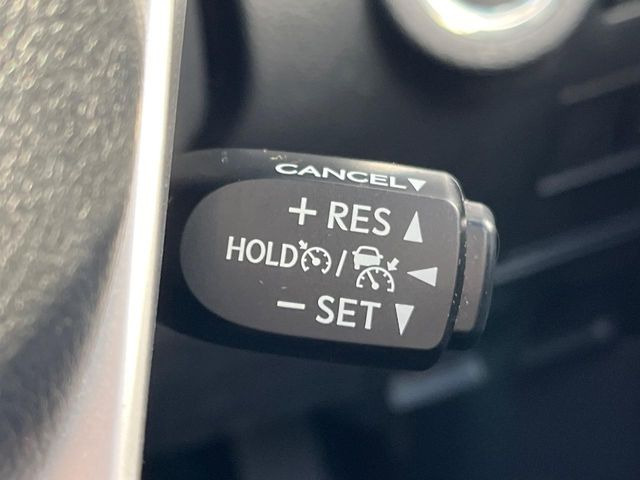 CANCEL▼
+ RES ▲
HOLD / ◀
− SET ▼